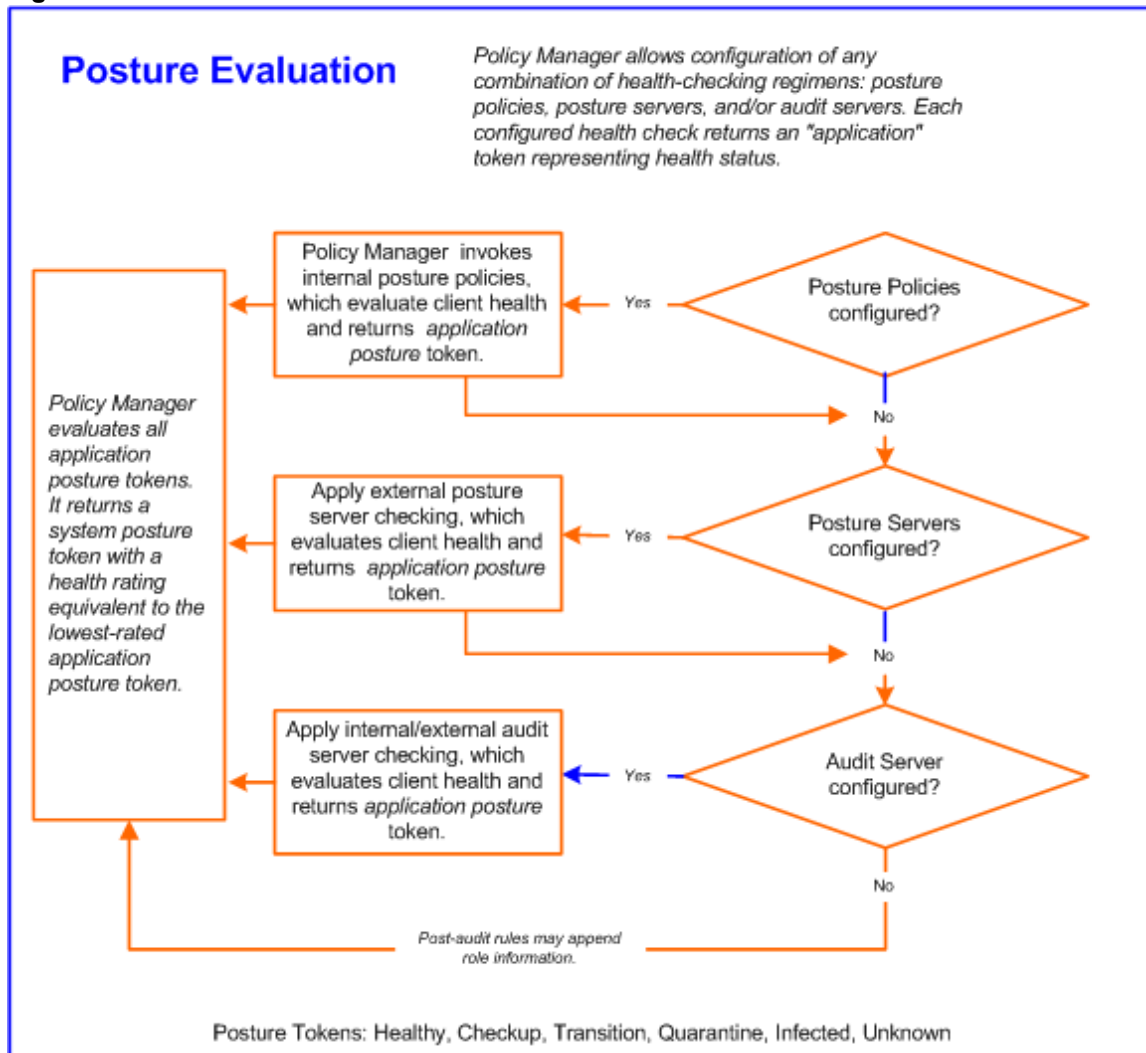 Posture Evaluation
Policy Manager allows configuration of any
combination of health-checking regimens: posture
policies, posture servers, and/or audit servers. Each
configured health check returns an "application"
token representing health status.
Policy Manager invokes
internal posture policies,
which evaluate client health
and returns application
posture token.
Yes
Posture Policies
configured?
No
Policy Manager
evaluates all
application
posture tokens.
It returns a
system posture
token with a
health rating
equivalent to the
lowest-rated
application
posture token.
Apply external posture
server checking, which
evaluates client health and
returns application posture
token.
Yes
Posture Servers
configured?
No
Apply internal/external audit
server checking, which
evaluates client health and
returns application posture
token.
Yes
Audit Server
configured?
No
Post-audit rules may append
role information.
Posture Tokens: Healthy, Checkup, Transition, Quarantine, Infected, Unknown